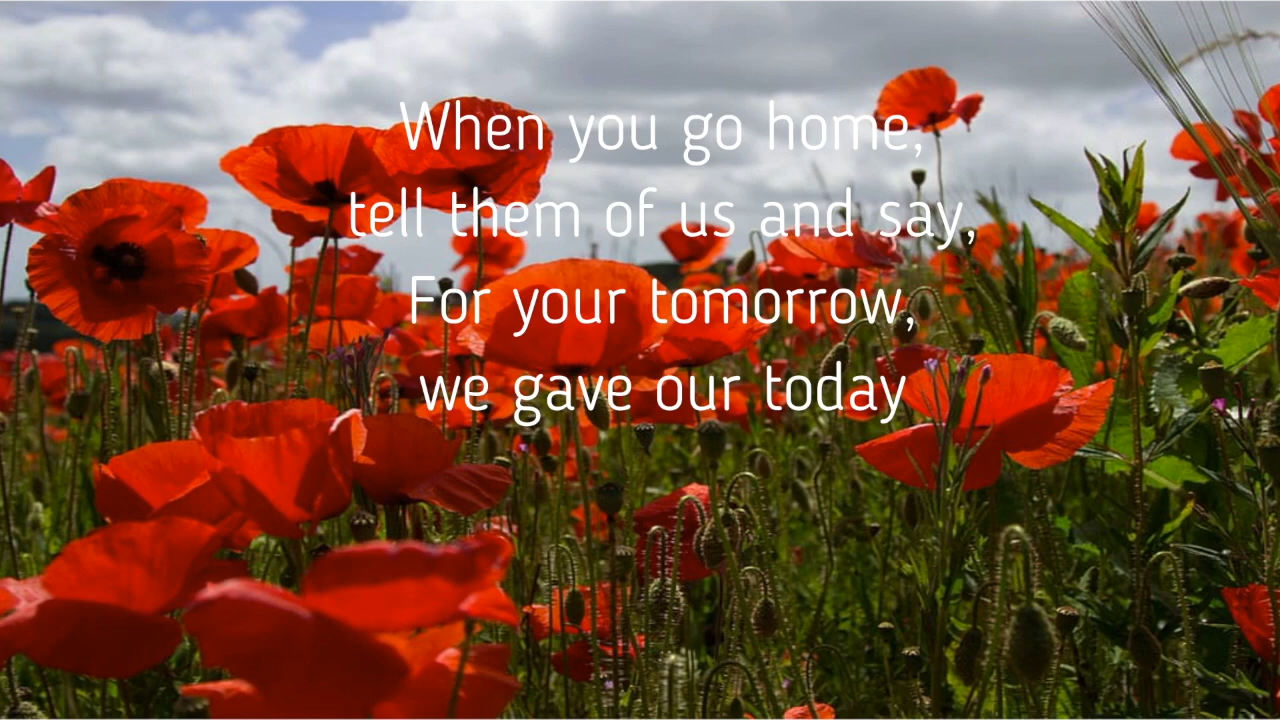 When you go home,
tell them of us and say,
For your tomorrow,
we gave our today